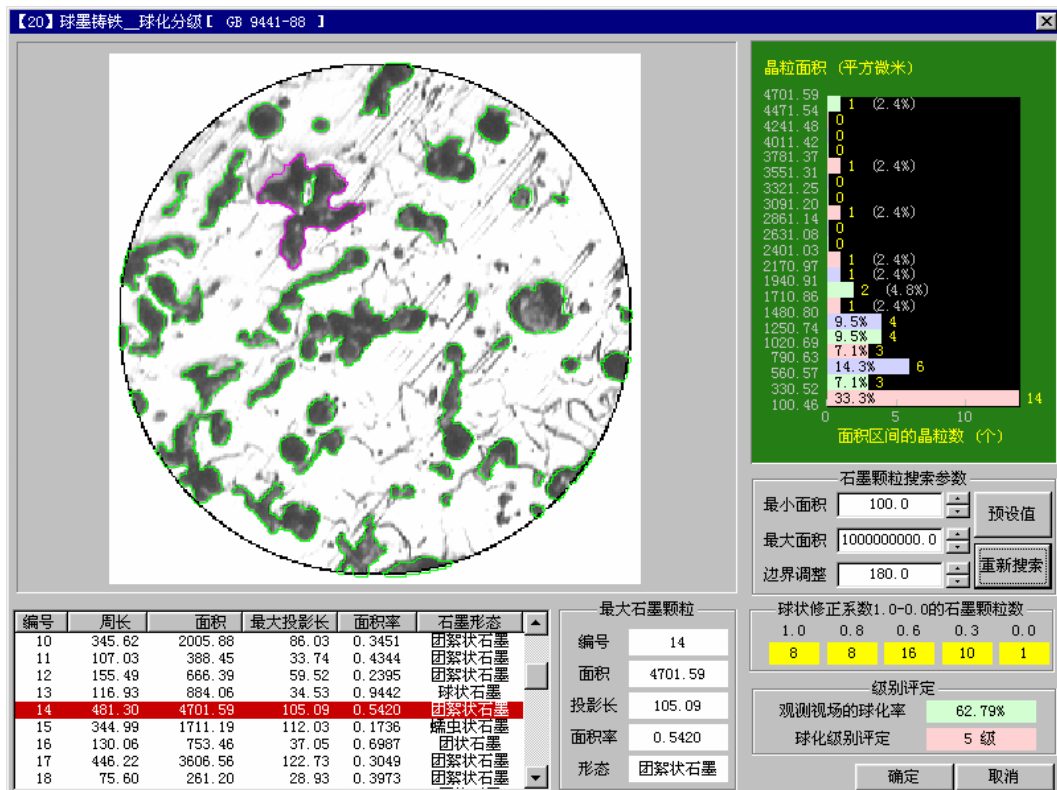 【20】球墨铸铁__球化分级[ GB 9441-88 ]
晶粒面积 (平方微米)
4701.59
1 (2.4%)
4471.54
0
4241.48
0
4011.42
0
3781.37
1 (2.4%)
3551.31
0
3321.25
0
3091.20
1 (2.4%)
2861.14
0
2631.08
0
2401.03
1 (2.4%)
2170.97
1 (2.4%)
1940.91
2 (4.8%)
1710.86
1 (2.4%)
1480.80
9.5% 4
1250.74
9.5% 4
1020.69
7.1% 3
790.63
14.3% 6
560.57
7.1% 3
330.52
33.3% 14
100.46
0 5 10
面积区间的晶粒数 (个)
石墨颗粒搜索参数
最小面积 100.0
最大面积 1000000000.0
边界调整 180.0
预设值
重新搜索
编号 周长 面积 最大投影长 面积率 石墨形态
10 345.62 2005.88 86.03 0.3451 团絮状石墨
11 107.03 388.45 33.74 0.4344 团絮状石墨
12 155.49 666.39 59.52 0.2395 团絮状石墨
13 116.93 884.06 34.53 0.9442 球状石墨
14 481.30 4701.59 105.09 0.5420 团絮状石墨
15 344.99 1711.19 112.03 0.1736 蠕虫状石墨
16 130.06 753.46 37.05 0.6987 团状石墨
17 446.22 3606.56 122.73 0.3049 团絮状石墨
18 75.60 261.20 28.93 0.3973 团絮状石墨
最大石墨颗粒
编号 14
面积 4701.59
投影长 105.09
面积率 0.5420
形态 团絮状石墨
球状修正系数1.0-0.0的石墨颗粒数
1.0 0.8 0.6 0.3 0.0
8 8 16 10 1
级别评定
观测视场的球化率 62.79%
球化级别评定 5 级
确定 取消